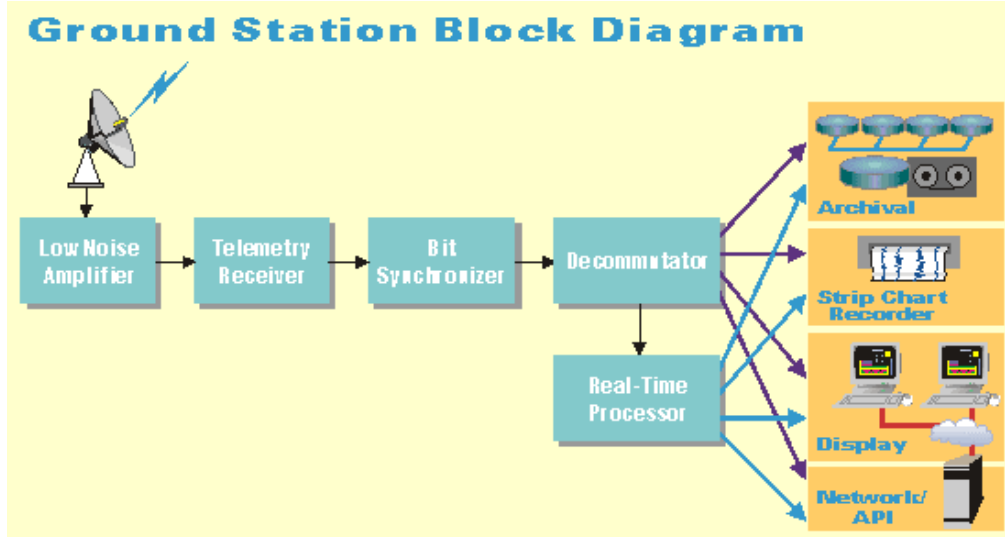 Ground Station Block Diagram
Low Noise
Amplifier
Telemetry
Receiver
Bit
Synchronizer
Decommutator
Real-Time
Processor
Archival
Strip Chart
Recorder
Display
Network/
API